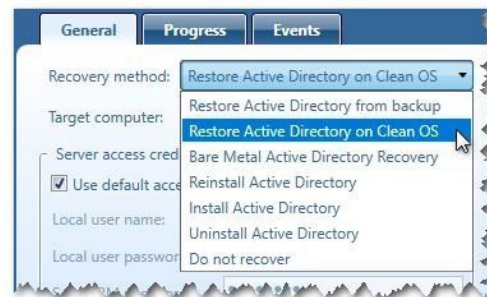 General Progress Events
Recovery method: Restore Active Directory on Clean OS
Restore Active Directory from backup
Target computer:
Restore Active Directory on Clean OS
Server access cred
Bare Metal Active Directory Recovery
Use default acce
Reinstall Active Directory
Local user name:
Install Active Directory
Uninstall Active Directory
Local user passwor
Do not recover